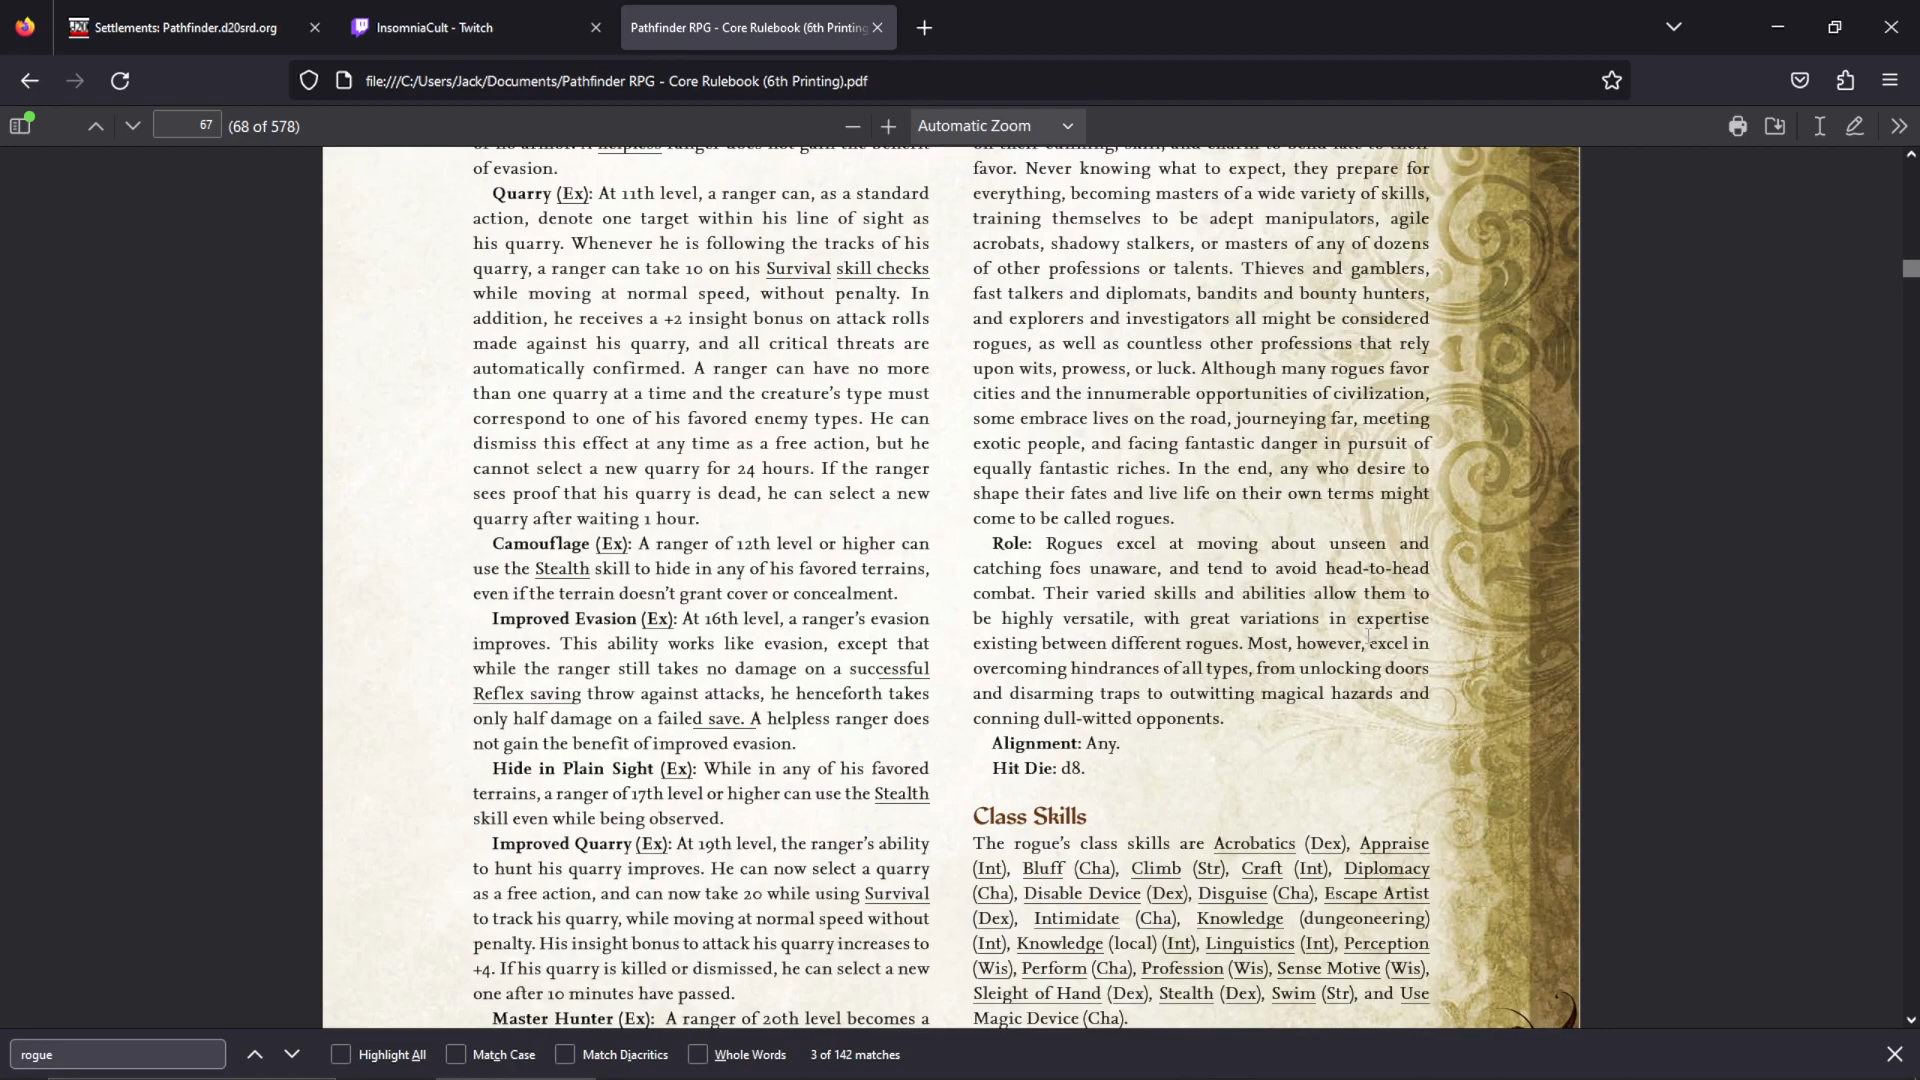 Settlements: Pathfinder.d20srd.org
InsomniaCult - Twitch
Pathfinder RPG - Core Rulebook (6th Printing
file:///C:/Users/Jack/Documents/Pathfinder RPG - Core Rulebook (6th Printing).pdf
67
(68 of 578)
Automatic Zoom
of no armor. A helpless ranger does not gain the benefit
of evasion.
Quarry (Ex): At 11th level, a ranger can, as a standard
action, denote one target within his line of sight as
his quarry. Whenever he is following the tracks of his
quarry, a ranger can take 10 on his Survival skill checks
while moving at normal speed, without penalty. In
addition, he receives a +2 insight bonus on attack rolls
made against his quarry, and all critical threats are
automatically confirmed. A ranger can have no more
than one quarry at a time and the creature's type must
correspond to one of his favored enemy types. He can
dismiss this effect at any time as a free action, but he
cannot select a new quarry for 24 hours. If the ranger
sees proof that his quarry is dead, he can select a new
quarry after waiting 1 hour.
Camouflage (Ex): A ranger of 12th level or higher can
use the Stealth skill to hide in any of his favored terrains,
even if the terrain doesn't grant cover or concealment.
Improved Evasion (Ex): At 16th level, a ranger's evasion
improves. This ability works like evasion, except that
while the ranger still takes no damage on a successful
Reflex saving throw against attacks, he henceforth takes
only half damage on a failed save. A helpless ranger does
not gain the benefit of improved evasion.
Hide in Plain Sight (Ex): While in any of his favored
terrains, a ranger of 17th level or higher can use the Stealth
skill even while being observed.
Improved Quarry (Ex): At 19th level, the ranger's ability
to hunt his quarry improves. He can now select a quarry
as a free action, and can now take 20 while using Survival
to track his quarry, while moving at normal speed without
penalty. His insight bonus to attack his quarry increases to
+4. If his quarry is killed or dismissed, he can select a new
one after 10 minutes have passed.
Master Hunter (Ex): A ranger of 20th level becomes a
on their cunning, skill, and charm to bend fate to their
favor. Never knowing what to expect, they prepare for
everything, becoming masters of a wide variety of skills,
training themselves to be adept manipulators, agile
acrobats, shadowy stalkers, or masters of any of dozens
of other professions or talents. Thieves and gamblers,
fast talkers and diplomats, bandits and bounty hunters,
and explorers and investigators all might be considered
rogues, as well as countless other professions that rely
upon wits, prowess, or luck. Although many rogues favor
cities and the innumerable opportunities of civilization,
some embrace lives on the road, journeying far, meeting
exotic people, and facing fantastic danger in pursuit of
equally fantastic riches. In the end, any who desire to
shape their fates and live life on their own terms might
come to be called rogues.
Role: Rogues excel at moving about unseen and
catching foes unaware, and tend to avoid head-to-head
combat. Their varied skills and abilities allow them to
be highly versatile, with great variations in expertise
existing between different rogues. Most, however, excel in
overcoming hindrances of all types, from unlocking doors
and disarming traps to outwitting magical hazards and
conning dull-witted opponents.
Alignment: Any.
Hit Die: d8.
Class Skills
The rogue's class skills are Acrobatics (Dex), Appraise
(Int), Bluff (Cha), Climb (Str), Craft (Int), Diplomacy
(Cha), Disable Device (Dex), Disguise (Cha), Escape Artist
(Dex), Intimidate (Cha), Knowledge (dungeoneering)
(Int), Knowledge (local) (Int), Linguistics (Int), Perception
(Wis), Perform (Cha), Profession (Wis), Sense Motive (Wis),
Sleight of Hand (Dex), Stealth (Dex), Swim (Str), and Use
Magic Device (Cha).
rogue
Highlight All
Match Case
Match Diacritics
Whole Words
3 of 142 matches